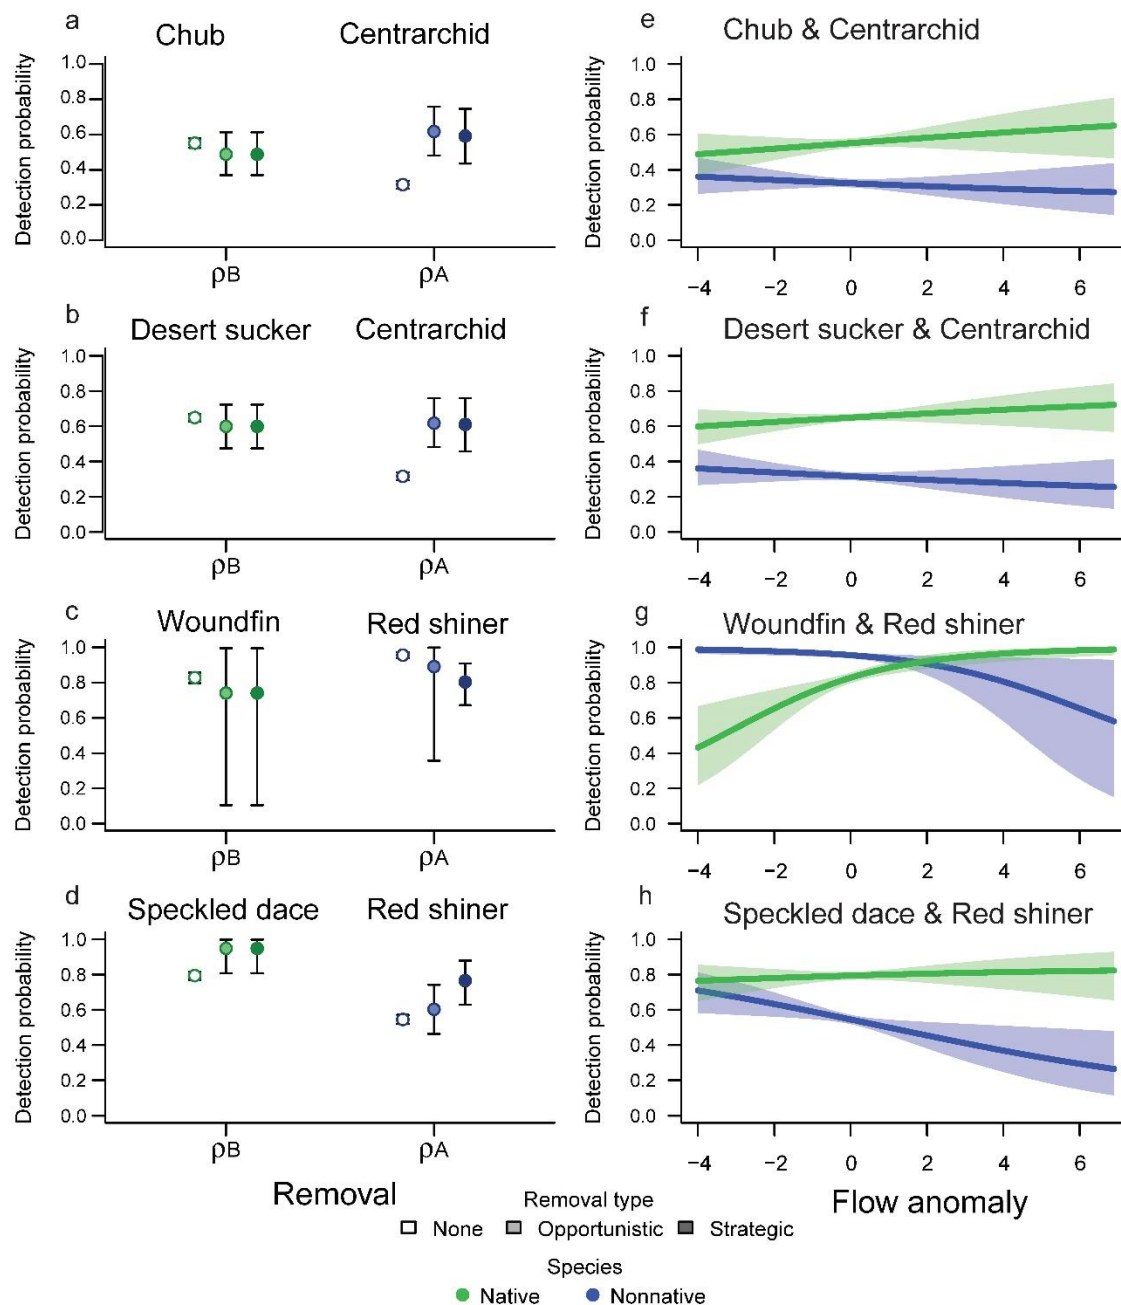 a
Chub
Centrarchid
Detection probability
1.0
0.8
0.6
0.4
0.2
0.0
ρB
ρA
e
Chub & Centrarchid
Detection probability
1.0
0.8
0.6
0.4
0.2
0.0
−4 −2 0 2 4 6
b
Desert sucker
Centrarchid
Detection probability
1.0
0.8
0.6
0.4
0.2
0.0
ρB
ρA
f
Desert sucker & Centrarchid
Detection probability
1.0
0.8
0.6
0.4
0.2
0.0
−4 −2 0 2 4 6
c
Woundfin
Red shiner
Detection probability
1.0
0.8
0.6
0.4
0.2
0.0
ρB
ρA
g
Woundfin & Red shiner
Detection probability
1.0
0.8
0.6
0.4
0.2
0.0
−4 −2 0 2 4 6
d
Speckled dace
Red shiner
Detection probability
1.0
0.8
0.6
0.4
0.2
0.0
ρB
ρA
Removal
h
Speckled dace & Red shiner
Detection probability
1.0
0.8
0.6
0.4
0.2
0.0
−4 −2 0 2 4 6
Flow anomaly
Removal type
None Opportunistic Strategic
Species
Native Nonnative